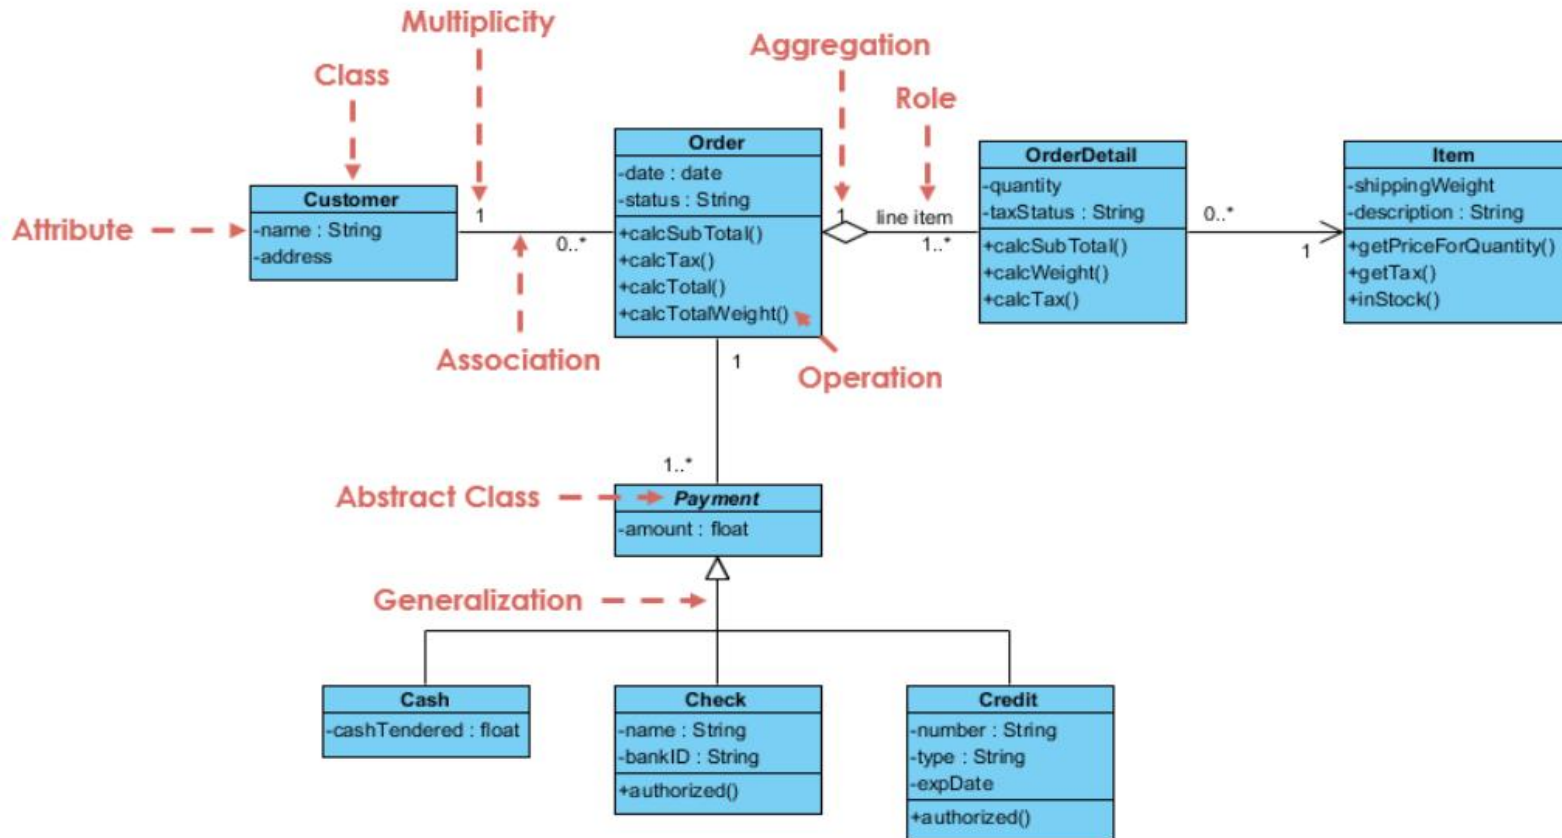 Multiplicity
Aggregation
Class
Role
Order
-date : date
-status : String
+calcSubTotal()
+calcTax()
+calcTotal()
+calcTotalWeight()
OrderDetail
-quantity
-taxStatus : String
+calcSubTotal()
+calcWeight()
+calcTax()
Item
-shippingWeight
-description : String
+getPriceForQuantity()
+getTax()
+inStock()
Customer
-name : String
-address
Attribute
1
0..*
1
line item
1..*
0..*
1
Association
Operation
1
1..*
Abstract Class
Payment
-amount : float
Generalization
Cash
-cashTendered : float
Check
-name : String
-bankID : String
+authorized()
Credit
-number : String
-type : String
-expDate
+authorized()